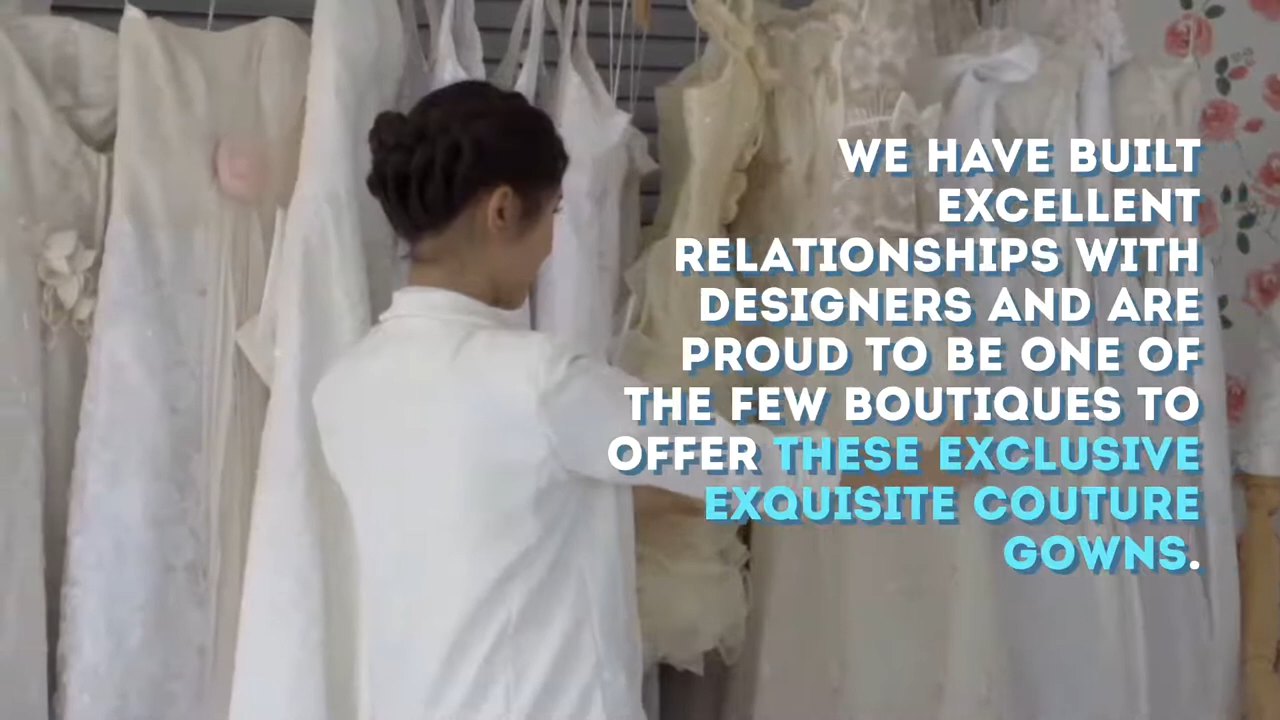 WE HAVE BUILT
EXCELLENT
RELATIONSHIPS WITH
DESIGNERS AND ARE
PROUD TO BE ONE OF
THE FEW BOUTIQUES TO
OFFER THESE EXCLUSIVE
EXQUISITE COUTURE
GOWNS.